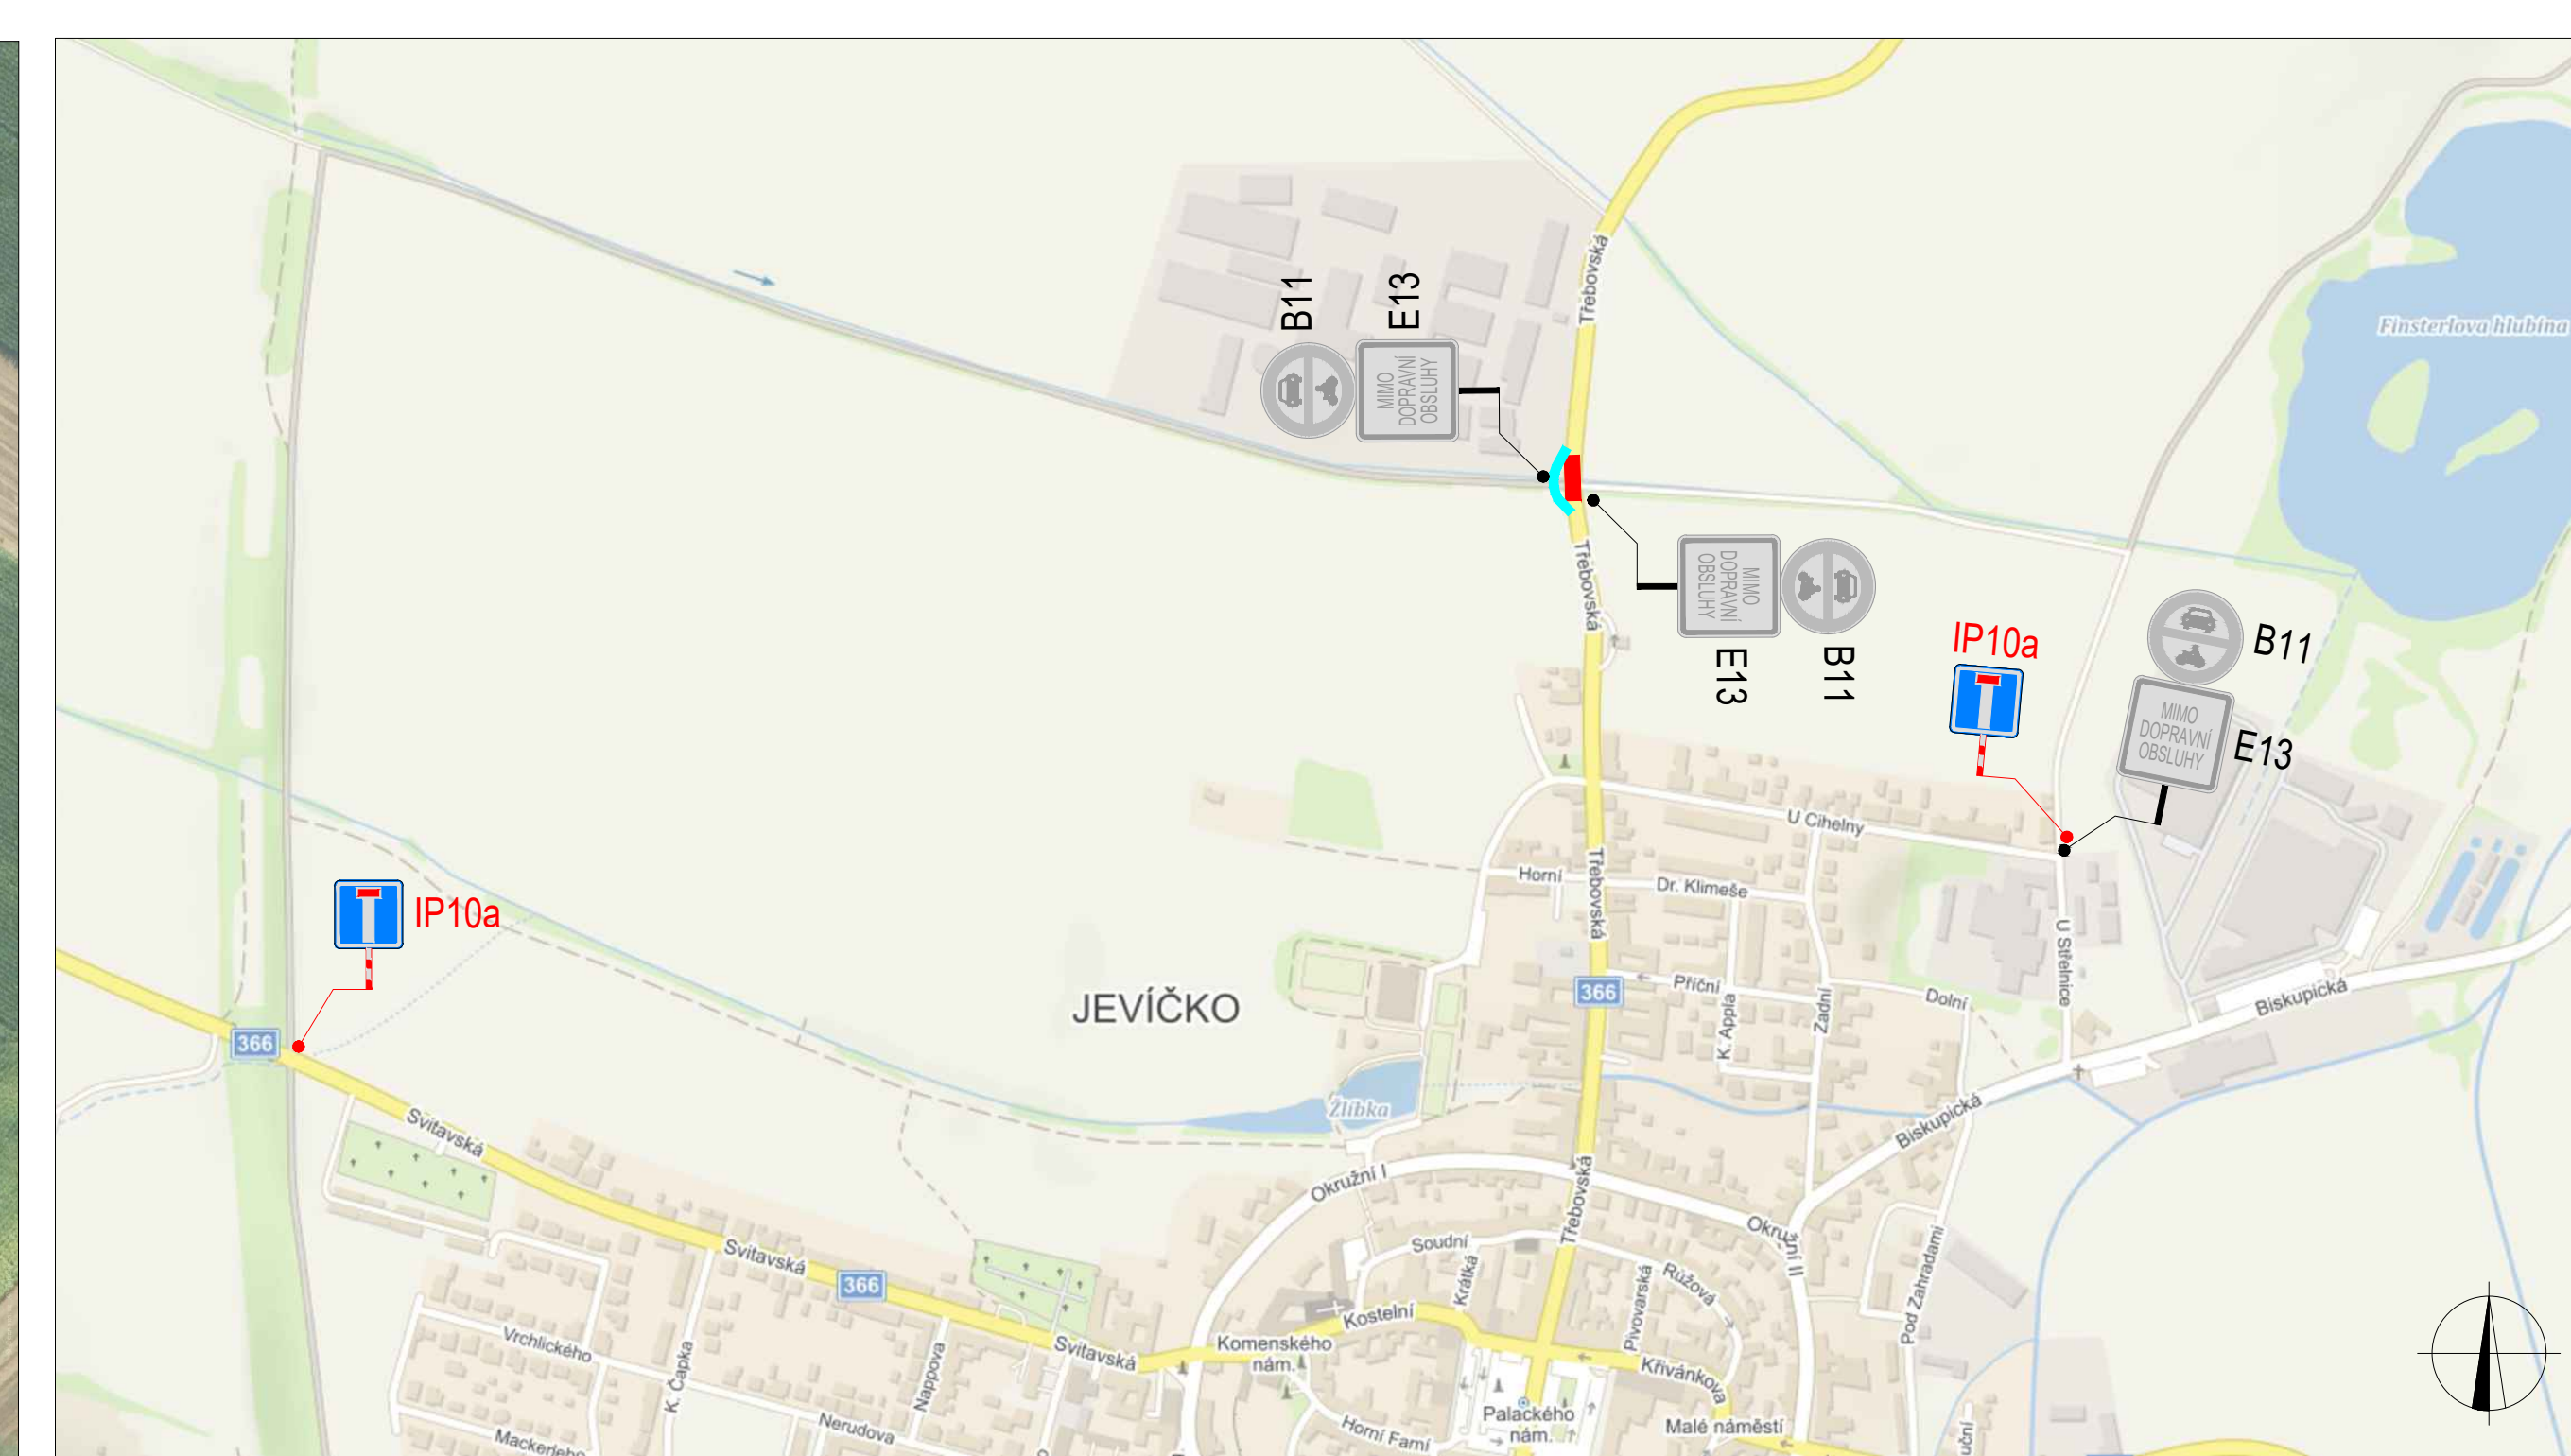 Třebovská
Finsterlova hlubina
B11
E13
MIMO
DOPRAVNÍ
OBSLUHY
Třebovská
MIMO
DOPRAVNÍ
OBSLUHY
E13
B11
IP10a
B11
MIMO
DOPRAVNÍ
OBSLUHY
E13
U Cihelny
Třebovská
Horní
Dr. Klimeše
IP10a
U Střelnice
366
Příční
K. Appla
Zadní
Dolní
Biskupická
JEVÍČKO
366
Žlíbka
Svitavská
Biskupická
Okružní I
Třebovská
Okružní II
Soudní
Krátká
Růžová
Pivovarská
Pod Zahradami
Svitavská
366
Kostelní
Komenského
nám.
Svitavská
Křivánkova
Vrchlického
K. Čapka
Nappova
Nerudova
Palackého
nám.
Malé náměstí
Horní Farní